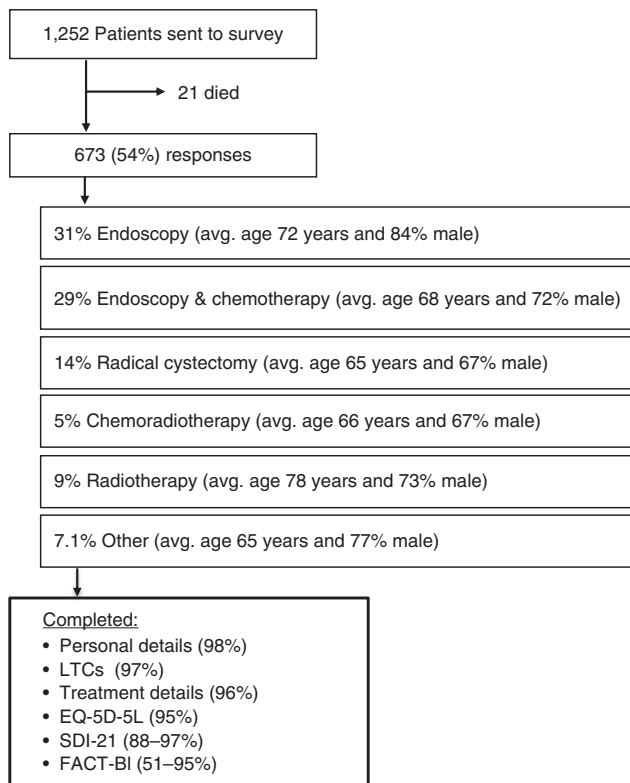 1,252 Patients sent to survey
21 died
673 (54%) responses
31% Endoscopy (avg. age 72 years and 84% male)
29% Endoscopy & chemotherapy (avg. age 68 years and 72% male)
14% Radical cystectomy (avg. age 65 years and 67% male)
5% Chemoradiotherapy (avg. age 66 years and 67% male)
9% Radiotherapy (avg. age 78 years and 73% male)
7.1% Other (avg. age 65 years and 77% male)
Completed:
• Personal details (98%)
• LTCs (97%)
• Treatment details (96%)
• EQ-5D-5L (95%)
• SDI-21 (88–97%)
• FACT-Bl (51–95%)